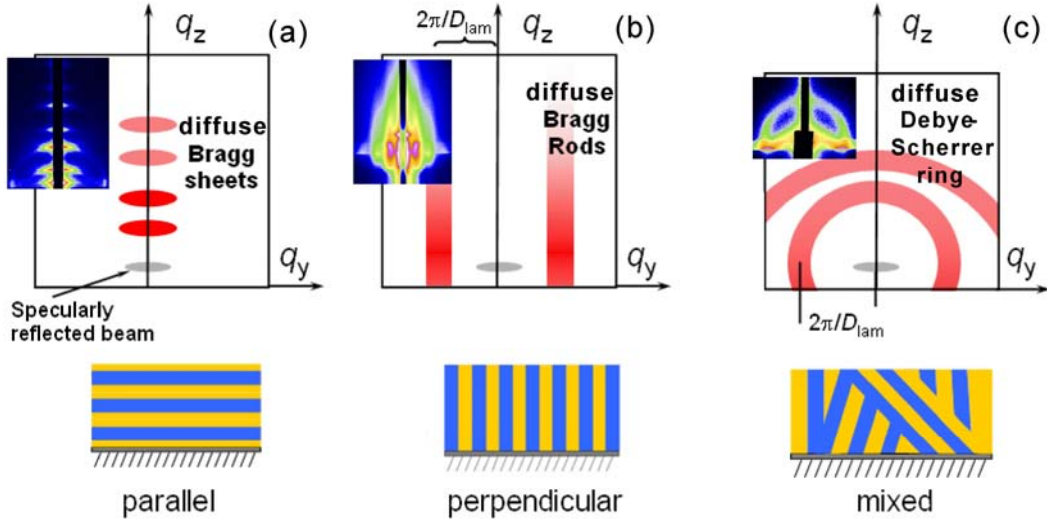 (a)
q_z
diffuse
Bragg
sheets
q_y
Specularly
reflected beam
parallel
2π/D_lam
(b)
q_z
diffuse
Bragg
Rods
q_y
perpendicular
(c)
q_z
diffuse
Debye-
Scherrer
ring
q_y
2π/D_lam
mixed